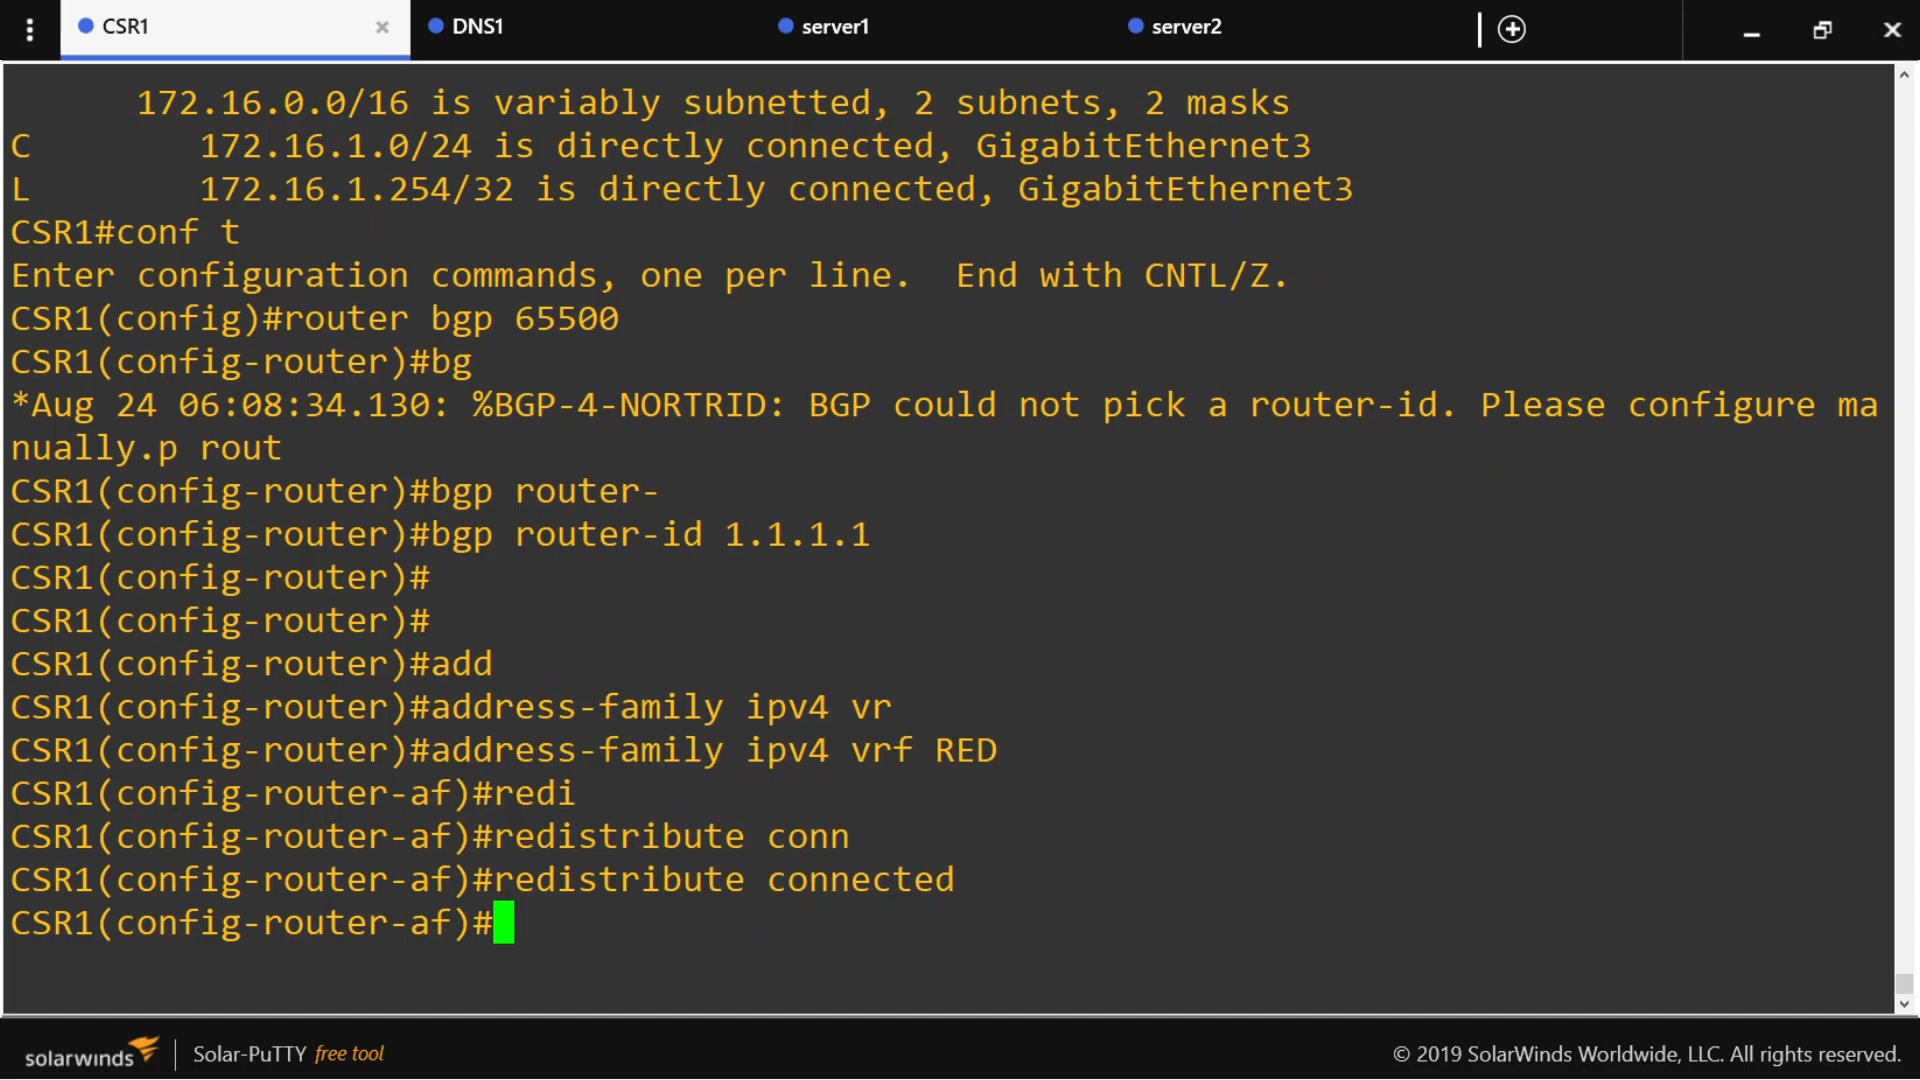 CSR1
DNS1
server1
server2
172.16.0.0/16 is variably subnetted, 2 subnets, 2 masks
C        172.16.1.0/24 is directly connected, GigabitEthernet3
L        172.16.1.254/32 is directly connected, GigabitEthernet3
CSR1#conf t
Enter configuration commands, one per line.  End with CNTL/Z.
CSR1(config)#router bgp 65500
CSR1(config-router)#bg
*Aug 24 06:08:34.130: %BGP-4-NORTRID: BGP could not pick a router-id. Please configure ma
nually.p rout
CSR1(config-router)#bgp router-
CSR1(config-router)#bgp router-id 1.1.1.1
CSR1(config-router)#
CSR1(config-router)#
CSR1(config-router)#add
CSR1(config-router)#address-family ipv4 vr
CSR1(config-router)#address-family ipv4 vrf RED
CSR1(config-router-af)#redi
CSR1(config-router-af)#redistribute conn
CSR1(config-router-af)#redistribute connected
CSR1(config-router-af)#
solarwinds
Solar-PuTTY free tool
© 2019 SolarWinds Worldwide, LLC. All rights reserved.